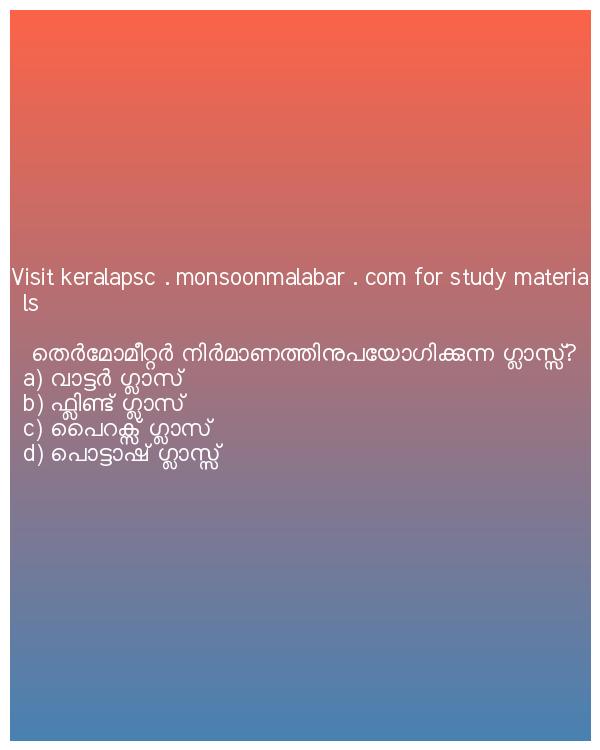 Visit keralapsc . monsoonmalabar . com for study materia
ls
തെർമോമീറ്റർ നിർമാണത്തിനുപയോഗിക്കുന്ന ഗ്ലാസ്സ്?
a) വാട്ടർ ഗ്ലാസ്
b) ഫ്ലിണ്ട് ഗ്ലാസ്
c) പൈറക്സ് ഗ്ലാസ്
d) പൊട്ടാഷ് ഗ്ലാസ്സ്